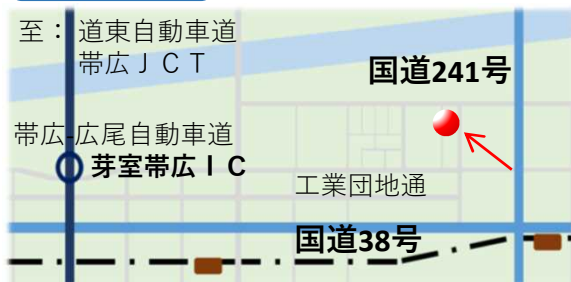 至：道東自動車道
帯広ＪＣＴ
国道241号
帯広-広尾自動車道
芽室帯広ＩＣ
工業団地通
国道38号